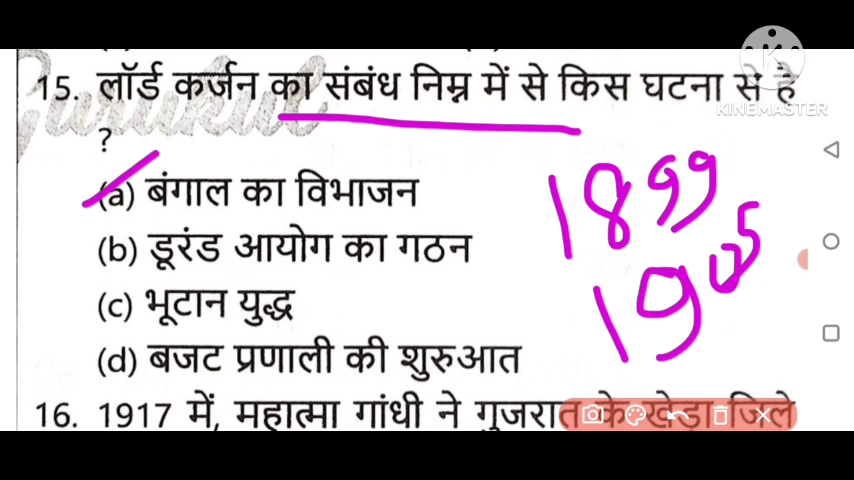 KINEMASTER
15. लॉर्ड कर्जन का संबंध निम्न में से किस घटना से है
?
(a) बंगाल का विभाजन
(b) डूरंड आयोग का गठन
(c) भूटान युद्ध
(d) बजट प्रणाली की शुरुआत
1899
1905
16. 1917 में, महात्मा गांधी ने गुजरात के खेड़ा जिले